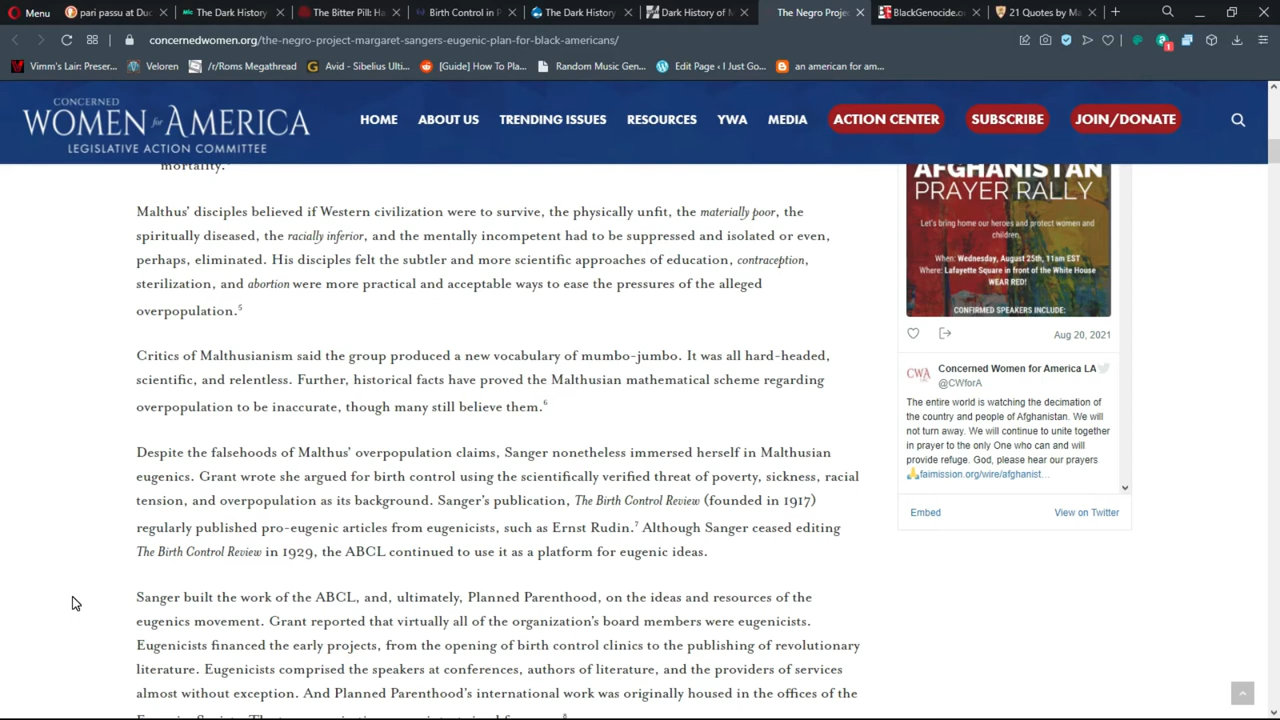 Menu
pari passu at Duc
The Dark History
The Bitter Pill: Ha
Birth Control in P
The Dark History
Dark History of M
The Negro Proje
BlackGenocide.o
21 Quotes by Ma
concernedwomen.org/the-negro-project-margaret-sangers-eugenic-plan-for-black-americans/
1
Vimm's Lair: Preser...
Veloren
/r/Roms Megathread
Avid - Sibelius Ulti...
[Guide] How To Pla...
Random Music Gen...
Edit Page ‹ I Just Go...
an american for am...
CONCERNED
WOMEN for AMERICA
LEGISLATIVE ACTION COMMITTEE
HOME
ABOUT US
TRENDING ISSUES
RESOURCES
YWA
MEDIA
ACTION CENTER
SUBSCRIBE
JOIN/DONATE
mortality.
Malthus' disciples believed if Western civilization were to survive, the physically unfit, the materially poor, the
spiritually diseased, the racially inferior, and the mentally incompetent had to be suppressed and isolated or even,
perhaps, eliminated. His disciples felt the subtler and more scientific approaches of education, contraception,
sterilization, and abortion were more practical and acceptable ways to ease the pressures of the alleged
overpopulation.5
Critics of Malthusianism said the group produced a new vocabulary of mumbo-jumbo. It was all hard-headed,
scientific, and relentless. Further, historical facts have proved the Malthusian mathematical scheme regarding
overpopulation to be inaccurate, though many still believe them.6
Despite the falsehoods of Malthus' overpopulation claims, Sanger nonetheless immersed herself in Malthusian
eugenics. Grant wrote she argued for birth control using the scientifically verified threat of poverty, sickness, racial
tension, and overpopulation as its background. Sanger's publication, The Birth Control Review (founded in 1917)
regularly published pro-eugenic articles from eugenicists, such as Ernst Rudin.7 Although Sanger ceased editing
The Birth Control Review in 1929, the ABCL continued to use it as a platform for eugenic ideas.
Sanger built the work of the ABCL, and, ultimately, Planned Parenthood, on the ideas and resources of the
eugenics movement. Grant reported that virtually all of the organization's board members were eugenicists.
Eugenicists financed the early projects, from the opening of birth control clinics to the publishing of revolutionary
literature. Eugenicists comprised the speakers at conferences, authors of literature, and the providers of services
almost without exception. And Planned Parenthood's international work was originally housed in the offices of the
AFGHANISTAN
PRAYER RALLY
Let's bring home our heroes and protect women and
children.
When: Wednesday, August 25th, 11am EST
Where: Lafayette Square in front of the White House
WEAR RED!
CONFIRMED SPEAKERS INCLUDE:
Aug 20, 2021
CWA
Concerned Women for America LA
@CWforA
The entire world is watching the decimation of
the country and people of Afghanistan. We will
not turn away. We will continue to unite together
in prayer to the only One who can and will
provide refuge. God, please hear our prayers
🙏fairmission.org/wire/afghanist…
Embed
View on Twitter